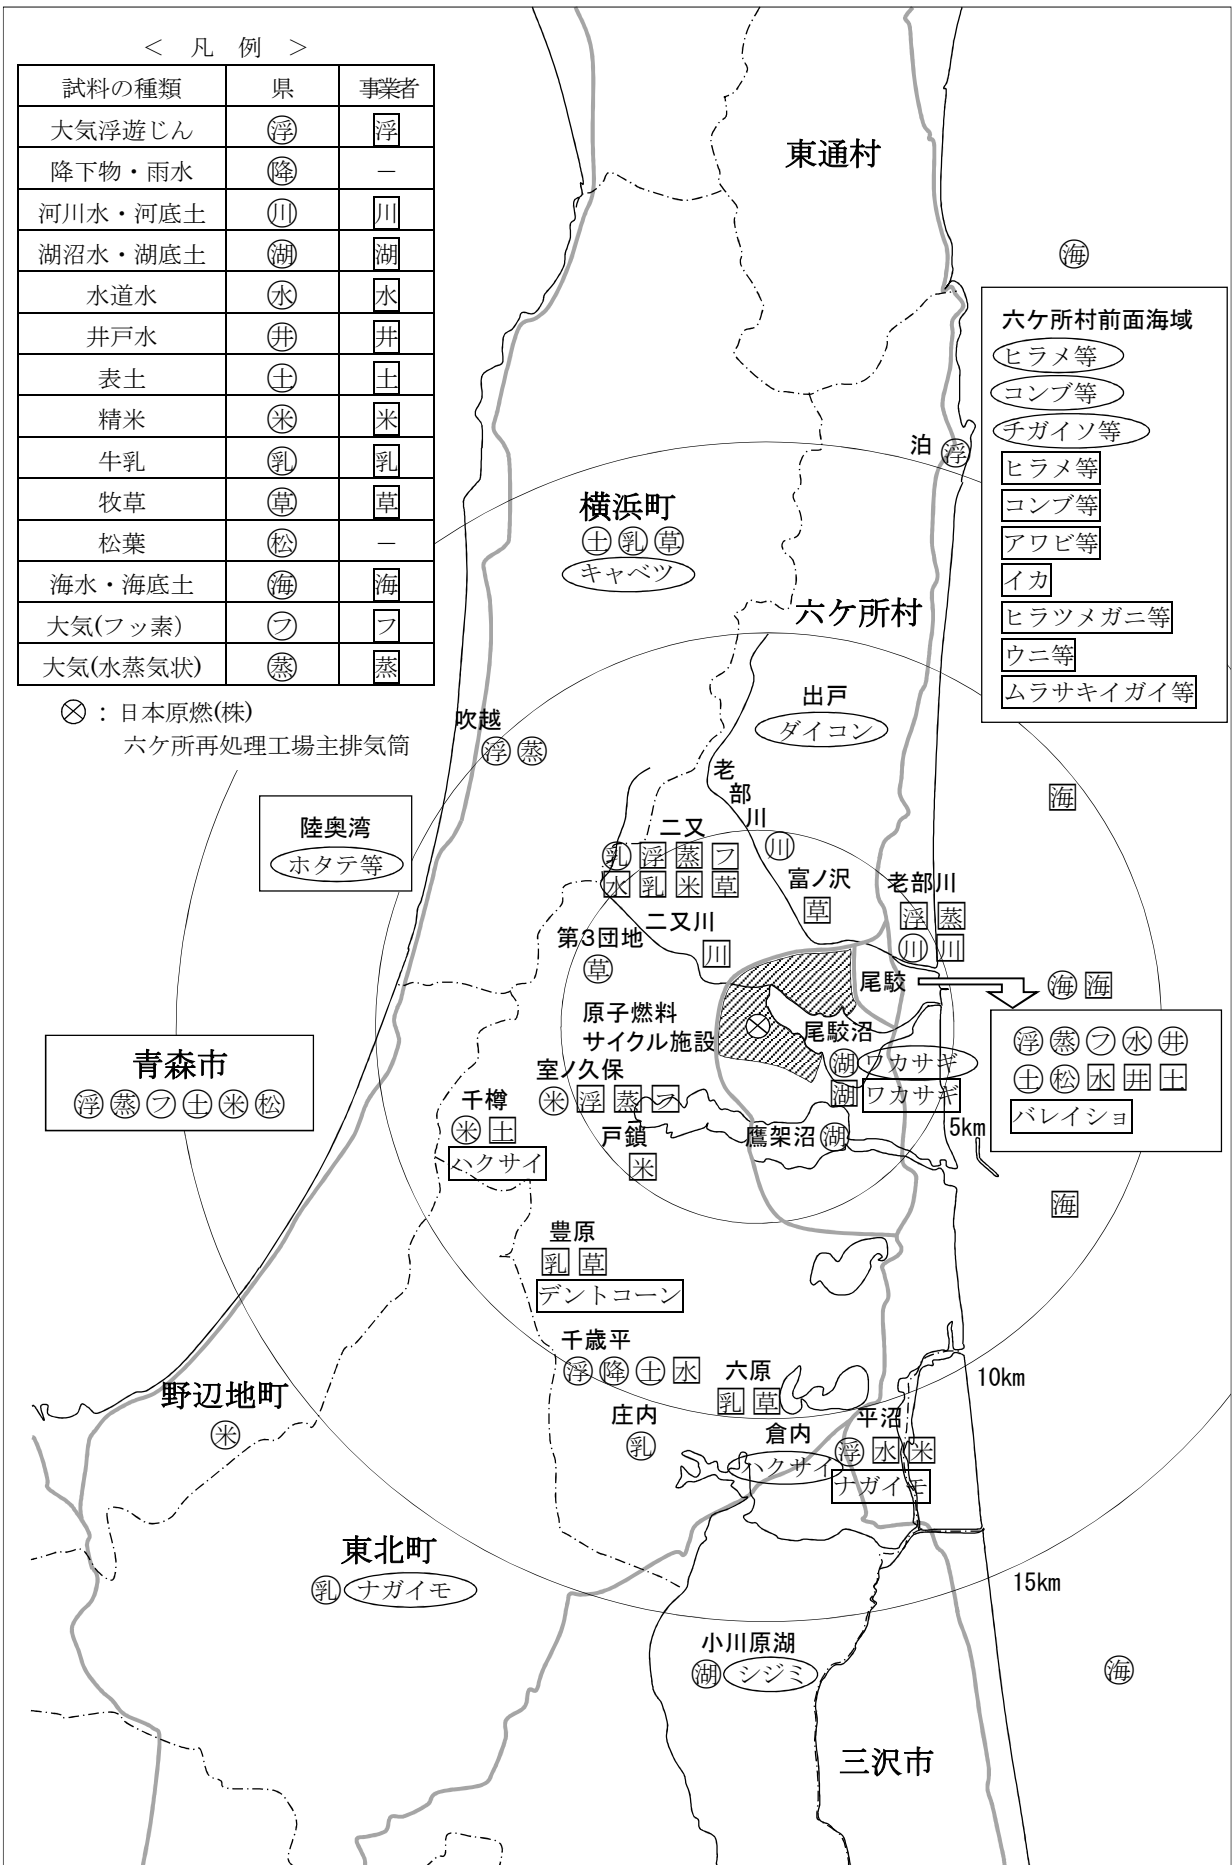 ＜ 凡 例 ＞
試料の種類 県 事業者
大気浮遊じん 浮 浮
降下物・雨水 降 －
河川水・河底土 川 川
湖沼水・湖底土 湖 湖
水道水 水 水
井戸水 井 井
表土 土 土
精米 米 米
牛乳 乳 乳
牧草 草 草
松葉 松 －
海水・海底土 海 海
大気(フッ素） フ フ
大気(水蒸気状) 蒸 蒸
⊗：日本原燃(株)
六ケ所再処理工場主排気筒
東通村
海
六ケ所村前面海域
ヒラメ等
コンブ等
チガイソ等
ヒラメ等
コンブ等
アワビ等
イカ
ヒラツメガニ等
ウニ等
ムラサキイガイ等
泊 浮
横浜町
土 乳 草
キャベツ
六ケ所村
出戸
ダイコン
吹越
浮 蒸
海
陸奥湾
ホタテ等
老部川
川
二又
乳 浮 蒸 フ
水 乳 米 草
富ノ沢
草
老部川
浮 蒸
川 川
二又川
川
第3団地
草
尾駮
海 海
浮 蒸 フ 水 井
土 松 水 井 土
バレイショ
原子燃料
サイクル施設
尾駮沼
湖 ワカサギ
湖 ワカサギ
青森市
浮 蒸 フ 土 米 松
室ノ久保
米 浮 蒸 フ
千樽
米 土
ハクサイ
戸鎖
米
鷹架沼 湖
5km
海
豊原
乳 草
デントコーン
千歳平
浮 降 土 水
六原
乳 草
10km
野辺地町
米
庄内
乳
倉内
ハクサイ
平沼
浮 水 米
ナガイモ
東北町
乳 ナガイモ
15km
小川原湖
湖 シジミ
海
三沢市